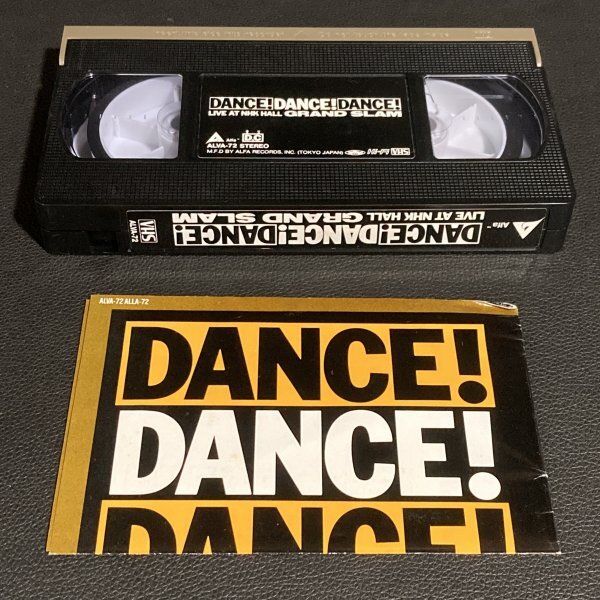 DANCE! DANCE! DANCE!
LIVE AT NHK HALL GRAND SLAM
Alfa™ D.C
ALVA-72 STEREO
M.F.D BY ALFA RECORDS, INC. (TOKYO JAPAN) Hi-Fi VHS
Alfa™
DANCE! DANCE! DANCE!
LIVE AT NHK HALL GRAND SLAM
VHS
ALVA-72
ALVA-72 ALLA-72
DANCE!
DANCE!
DANCE!